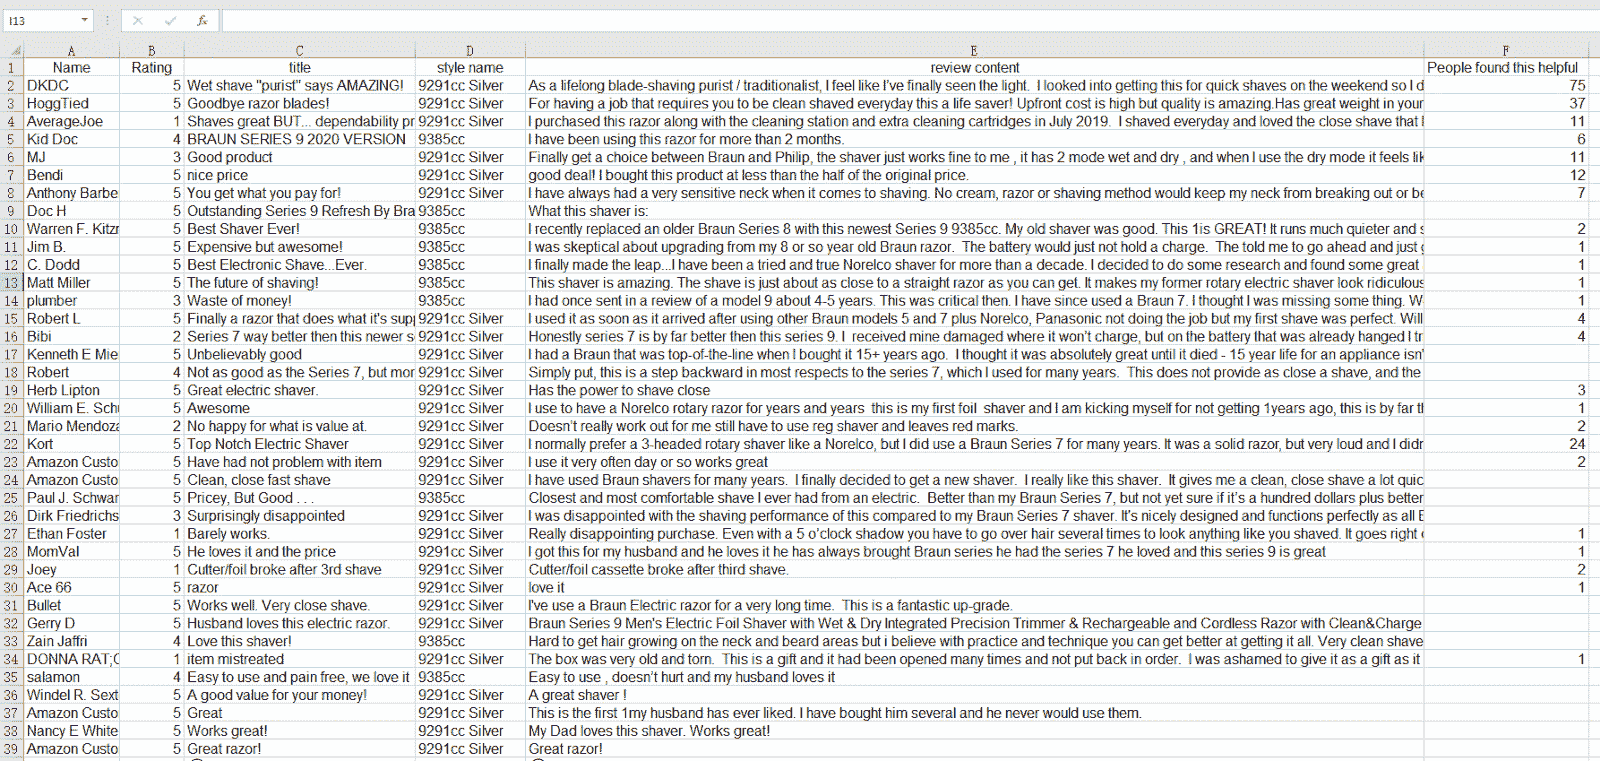 I13 fx
A B C D E F
1 Name Rating title style name review content People found this helpful
2 DKDC 5 Wet shave "purist" says AMAZING! 9291cc Silver As a lifelong blade-shaving purist / traditionalist, I feel like I've finally seen the light. I looked into getting this for quick shaves on the weekend so I d 75
3 HoggTied 5 Goodbye razor blades! 9291cc Silver For having a job that requires you to be clean shaved everyday this a life saver! Upfront cost is high but quality is amazing.Has great weight in your 37
4 AverageJoe 1 Shaves great BUT... dependability pr 9291cc Silver I purchased this razor along with the cleaning station and extra cleaning cartridges in July 2019. I shaved everyday and loved the close shave that 11
5 Kid Doc 4 BRAUN SERIES 9 2020 VERSION 9385cc I have been using this razor for more than 2 months. 6
6 MJ 3 Good product 9291cc Silver Finally get a choice between Braun and Philip, the shaver just works fine to me , it has 2 mode wet and dry , and when I use the dry mode it feels lik 11
7 Bendi 5 nice price 9291cc Silver good deal! I bought this product at less than the half of the original price. 12
8 Anthony Barbe 5 You get what you pay for! 9291cc Silver I have always had a very sensitive neck when it comes to shaving. No cream, razor or shaving method would keep my neck from breaking out or be 7
9 Doc H 5 Outstanding Series 9 Refresh By Bra 9385cc What this shaver is:
10 Warren F. Kitzr 5 Best Shaver Ever! 9385cc I recently replaced an older Braun Series 8 with this newest Series 9 9385cc. My old shaver was good. This 1is GREAT! It runs much quieter and s 2
11 Jim B. 5 Expensive but awesome! 9385cc I was skeptical about upgrading from my 8 or so year old Braun razor. The battery would just not hold a charge. The told me to go ahead and just 1
12 C. Dodd 5 Best Electronic Shave...Ever. 9385cc I finally made the leap...I have been a tried and true Norelco shaver for more than a decade. I decided to do some research and found some great 1
13 Matt Miller 5 The future of shaving! 9385cc This shaver is amazing. The shave is just about as close to a straight razor as you can get. It makes my former rotary electric shaver look ridiculous 1
14 plumber 3 Waste of money! 9385cc I had once sent in a review of a model 9 about 4-5 years. This was critical then. I have since used a Braun 7. I thought I was missing some thing. W 1
15 Robert L 5 Finally a razor that does what it's sup 9291cc Silver I used it as soon as it arrived after using other Braun models 5 and 7 plus Norelco, Panasonic not doing the job but my first shave was perfect. Will 4
16 Bibi 2 Series 7 way better then this newer s 9291cc Silver Honestly series 7 is by far better then this series 9. I received mine damaged where it won't charge, but on the battery that was already hanged I tr 4
17 Kenneth E Mie 5 Unbelievably good 9291cc Silver I had a Braun that was top-of-the-line when I bought it 15+ years ago. I thought it was absolutely great until it died - 15 year life for an appliance isn'
18 Robert 4 Not as good as the Series 7, but mor 9291cc Silver Simply put, this is a step backward in most respects to the series 7, which I used for many years. This does not provide as close a shave, and the
19 Herb Lipton 5 Great electric shaver. 9291cc Silver Has the power to shave close 3
20 William E. Sch 5 Awesome 9291cc Silver I use to have a Norelco rotary razor for years and years this is my first foil shaver and I am kicking myself for not getting 1years ago, this is by far th 1
21 Mario Mendoza 2 No happy for what is value at. 9291cc Silver Doesn't really work out for me still have to use reg shaver and leaves red marks. 2
22 Kort 5 Top Notch Electric Shaver 9291cc Silver I normally prefer a 3-headed rotary shaver like a Norelco, but I did use a Braun Series 7 for many years. It was a solid razor, but very loud and I didr 24
23 Amazon Custo 5 Have had not problem with item 9291cc Silver I use it very often day or so works great 2
24 Amazon Custo 5 Clean, close fast shave 9291cc Silver I have used Braun shavers for many years. I finally decided to get a new shaver. I really like this shaver. It gives me a clean, close shave a lot quic
25 Paul J. Schwar 5 Pricey, But Good . . . 9385cc Closest and most comfortable shave I ever had from an electric. Better than my Braun Series 7, but not yet sure if it's a hundred dollars plus better
26 Dirk Friedrichs 3 Surprisingly disappointed 9291cc Silver I was disappointed with the shaving performance of this compared to my Braun Series 7 shaver. It's nicely designed and functions perfectly as all
27 Ethan Foster 1 Barely works. 9291cc Silver Really disappointing purchase. Even with a 5 o'clock shadow you have to go over hair several times to look anything like you shaved. It goes right 1
28 MomVal 5 He loves it and the price 9291cc Silver I got this for my husband and he loves it he has always brought Braun series he had the series 7 he loved and this series 9 is great 1
29 Joey 1 Cutter/foil broke after 3rd shave 9291cc Silver Cutter/foil cassette broke after third shave. 2
30 Ace 66 5 razor 9291cc Silver love it 1
31 Bullet 5 Works well. Very close shave. 9291cc Silver I've use a Braun Electric razor for a very long time. This is a fantastic up-grade.
32 Gerry D 5 Husband loves this electric razor. 9291cc Silver Braun Series 9 Men's Electric Foil Shaver with Wet & Dry Integrated Precision Trimmer & Rechargeable and Cordless Razor with Clean&Charge
33 Zain Jaffri 4 Love this shaver! 9385cc Hard to get hair growing on the neck and beard areas but i believe with practice and technique you can get better at getting it all. Very clean shave
34 DONNA RAT;C 1 item mistreated 9291cc Silver The box was very old and torn. This is a gift and it had been opened many times and not put back in order. I was ashamed to give it as a gift as it 1
35 salamon 4 Easy to use and pain free, we love it 9385cc Easy to use , doesn't hurt and my husband loves it
36 Windel R. Sext 5 A good value for your money! 9291cc Silver A great shaver !
37 Amazon Custo 5 Great 9291cc Silver This is the first 1my husband has ever liked. I have bought him several and he never would use them.
38 Nancy E White 5 Works great! 9291cc Silver My Dad loves this shaver. Works great!
39 Amazon Custo 5 Great razor! 9291cc Silver Great razor!